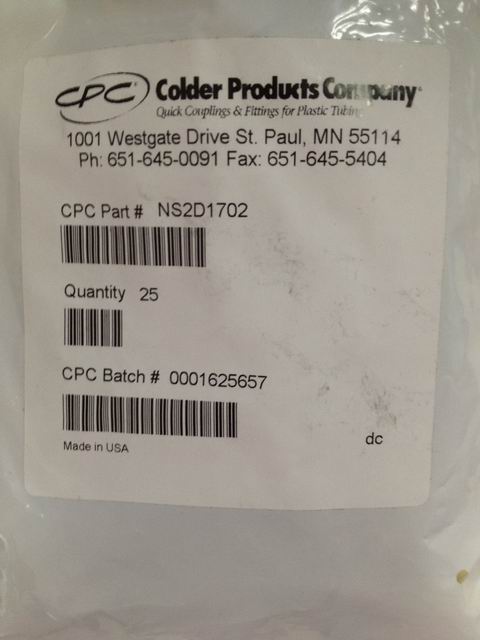 CPC
Colder Products Company
Quick Couplings & Fittings for Plastic Tubing
1001 Westgate Drive St. Paul, MN 55114
Ph: 651-645-0091 Fax: 651-645-5404
CPC Part # NS2D1702
Quantity 25
CPC Batch # 0001625657
Made in USA
dc